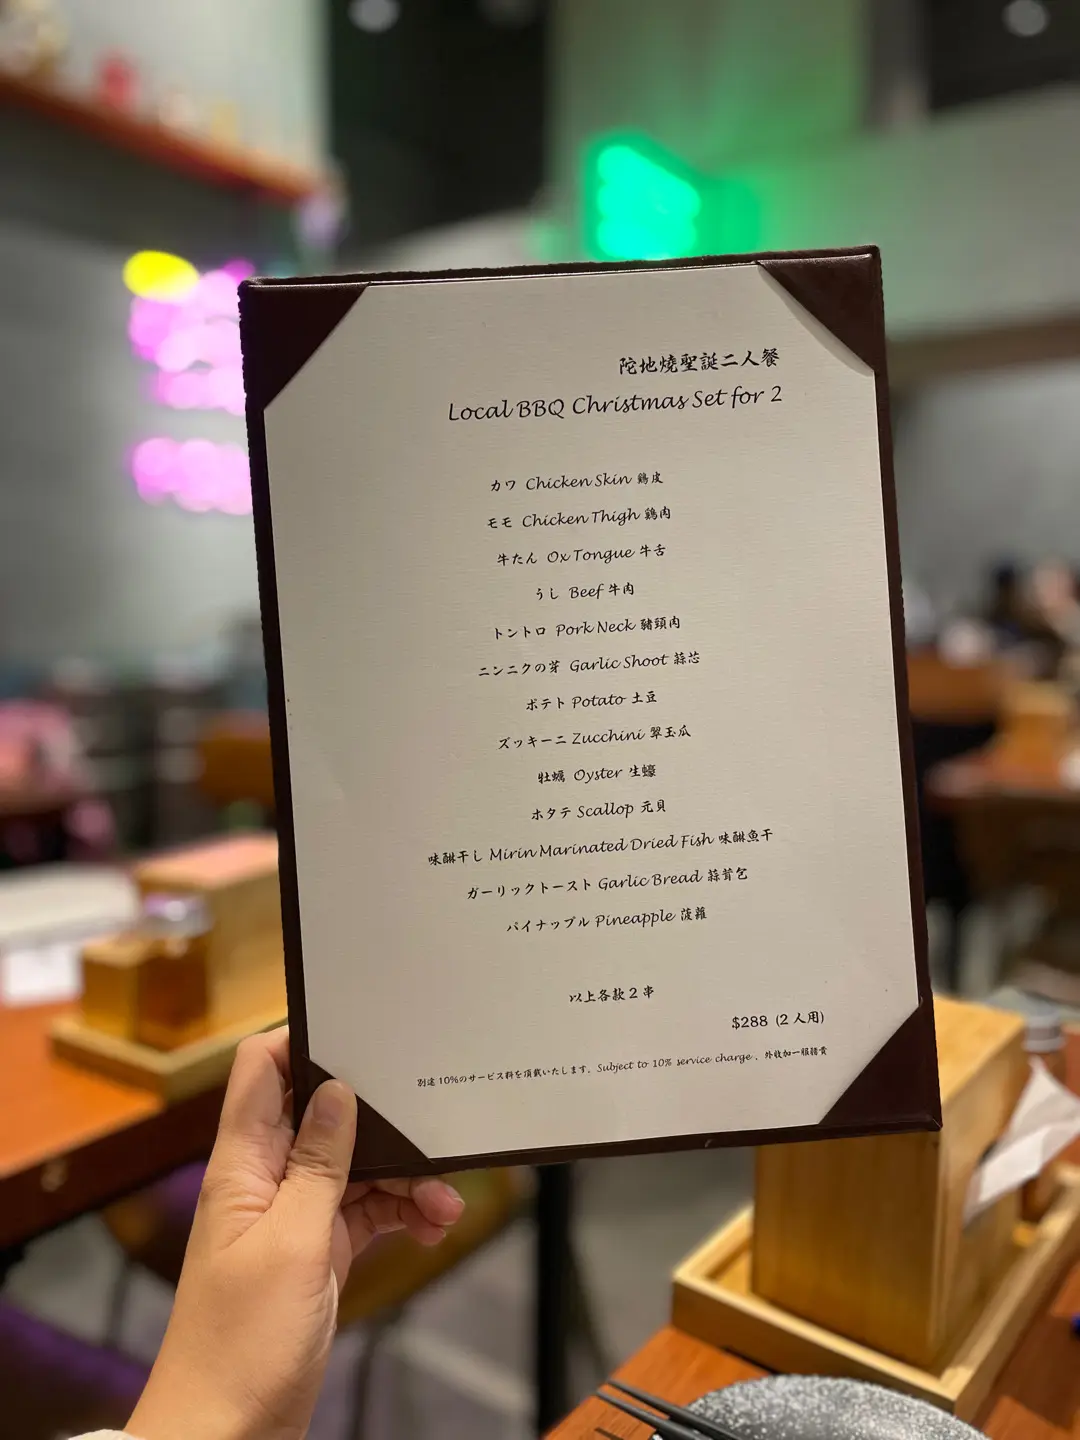 陀地燒聖誕二人餐
Local BBQ Christmas Set for 2
カワ Chicken Skin 鶏皮
モモ Chicken Thigh 鶏肉
牛たん Ox Tongue 牛舌
うし Beef 牛肉
トントロ Pork Neck 豬頸肉
ニンニクの芽 Garlic Shoot 蒜芯
ポテト Potato 土豆
ズッキーニ Zucchini 翠玉瓜
牡蠣 Oyster 生蠔
ホタテ Scallop 元貝
味醂干し Mirin Marinated Dried Fish 味醂魚干
ガーリックトースト Garlic Bread 蒜茸包
パイナップル Pineapple 菠蘿
以上各款2串
$288 (2人用)
別途10%のサービス料を頂戴いたします。Subject to 10% service charge. 另收加一服務費